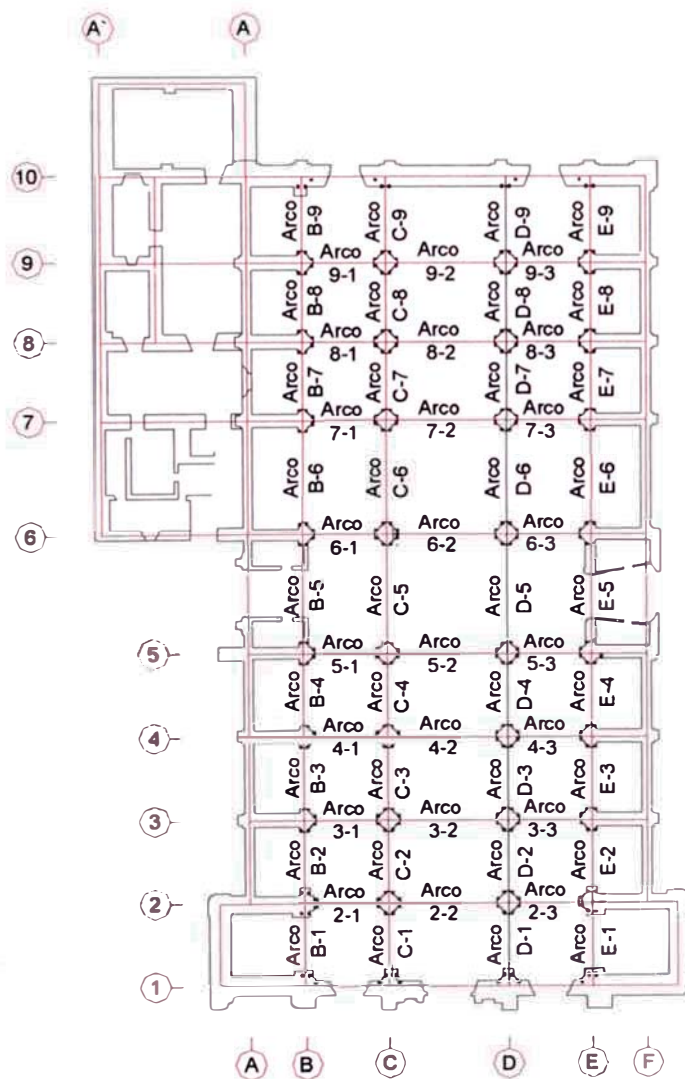 A` A
10
Arco B-9 Arco C-9 Arco D-9 Arco E-9
9
Arco 9-1 Arco 9-2 Arco 9-3
Arco B-8 Arco C-8 Arco D-8 Arco E-8
8
Arco 8-1 Arco 8-2 Arco 8-3
Arco B-7 Arco C-7 Arco D-7 Arco E-7
7
Arco 7-1 Arco 7-2 Arco 7-3
Arco B-6 Arco C-6 Arco D-6 Arco E-6
6
Arco 6-1 Arco 6-2 Arco 6-3
Arco B-5 Arco C-5 Arco D-5 Arco E-5
5
Arco 5-1 Arco 5-2 Arco 5-3
Arco B-4 Arco C-4 Arco D-4 Arco E-4
4
Arco 4-1 Arco 4-2 Arco 4-3
Arco B-3 Arco C-3 Arco D-3 Arco E-3
3
Arco 3-1 Arco 3-2 Arco 3-3
Arco B-2 Arco C-2 Arco D-2 Arco E-2
2
Arco 2-1 Arco 2-2 Arco 2-3
Arco B-1 Arco C-1 Arco D-1 Arco E-1
1
A B C D E F